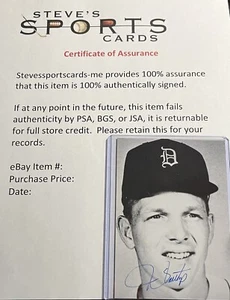 STEVE'S
SPORTS
CARDS
Certificate of Assurance
Stevessportscards-me provides 100% assurance
that this item is 100% authentically signed.
If at any point in the future, this item fails
authenticity by PSA, BGS, or JSA, it is returnable
for full store credit. Please retain this for your
records.
eBay Item #:
Purchase Price:
Date:
D